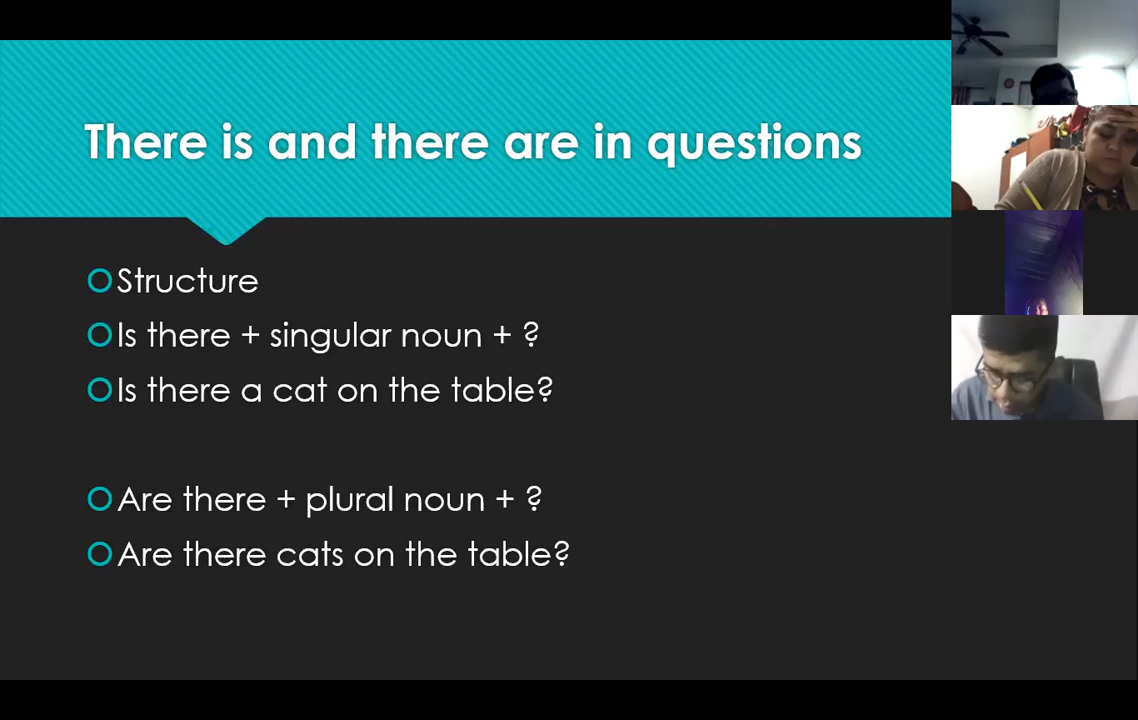 There is and there are in questions
Structure
Is there + singular noun + ?
Is there a cat on the table?
Are there + plural noun + ?
Are there cats on the table?